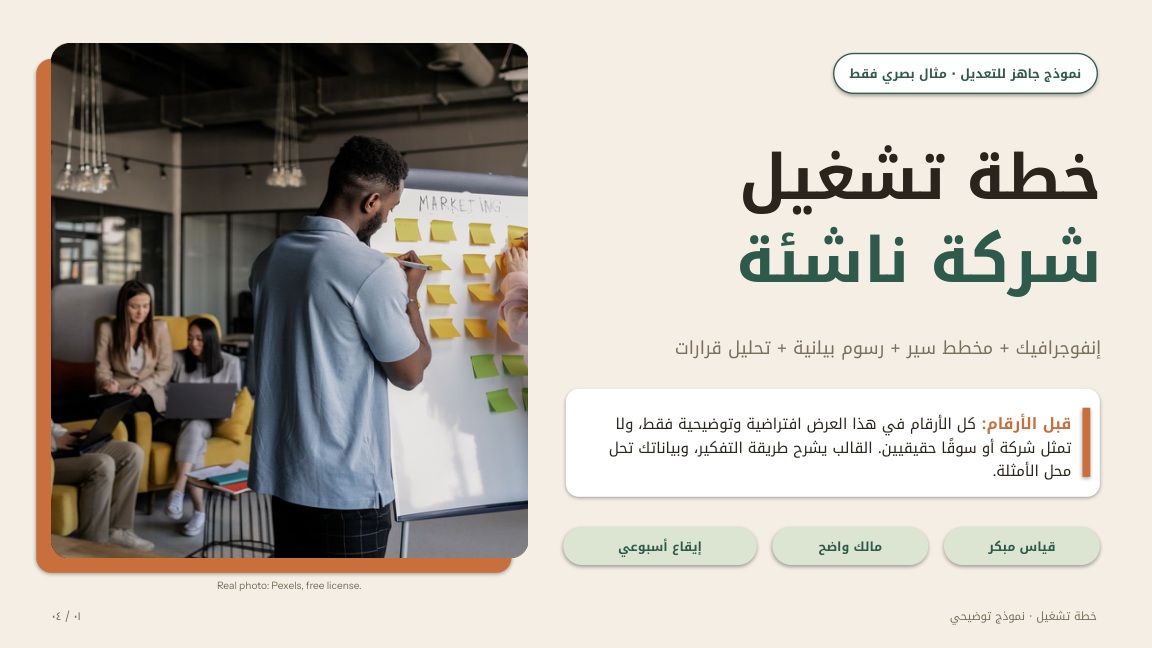 نموذج جاهز للتعديل · مثال بصري فقط
خطة تشغيل
شركة ناشئة
إنفوجرافيك + مخطط سير + رسوم بيانية + تحليل قرارات
قبل الأرقام: كل الأرقام في هذا العرض افتراضية وتوضيحية فقط، ولا
تمثل شركة أو سوقًا حقيقيين. القالب يشرح طريقة التفكير، وبياناتك تحل
محل الأمثلة.
قياس مبكر
مالك واضح
إيقاع أسبوعي
MARKETING
Real photo: Pexels, free license.
خطة تشغيل · نموذج توضيحي
٠١ / ٠٤